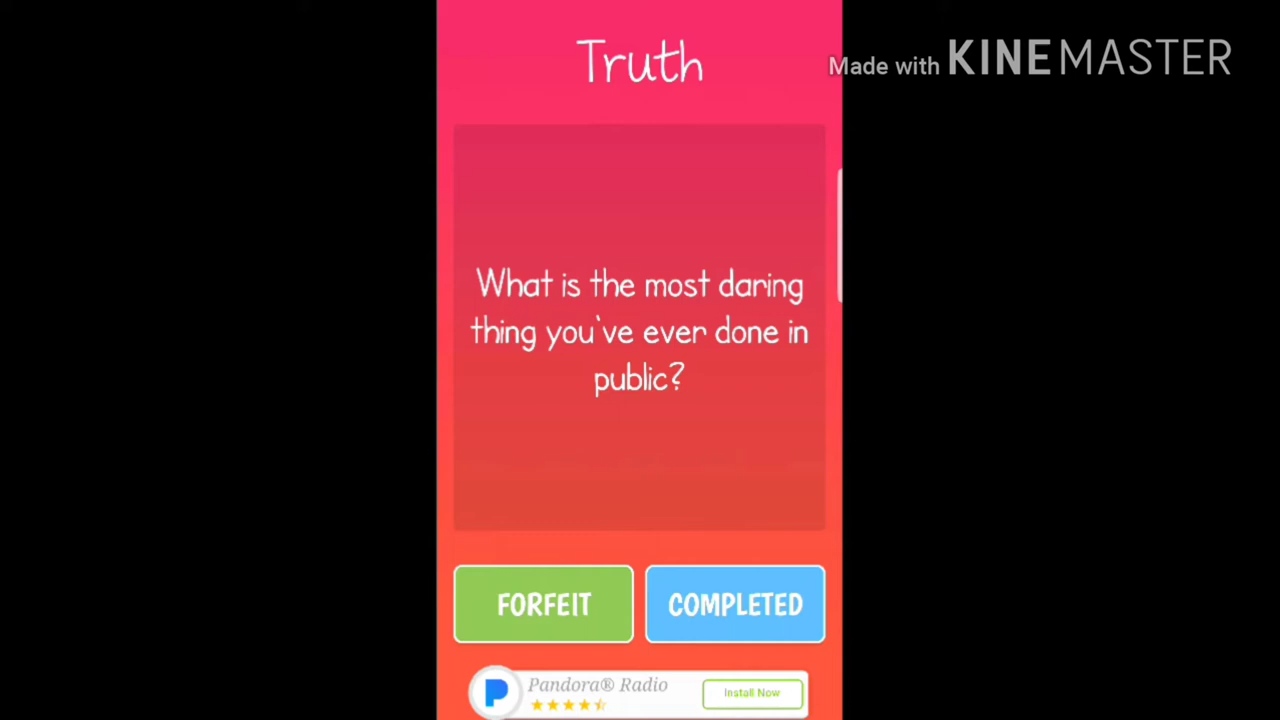 Truth
Made with KINEMASTER
What is the most daring
thing you've ever done in
public?
FORFEIT
COMPLETED
Pandora® Radio
Install Now